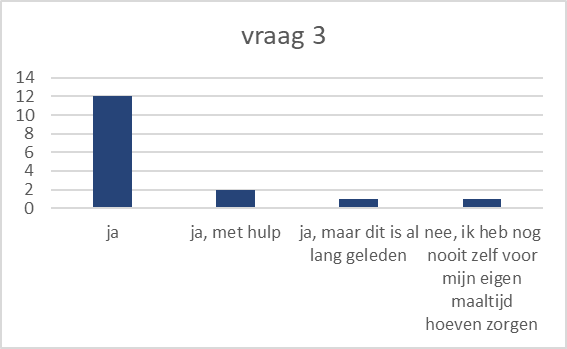 vraag 3
14
12
10
8
6
4
2
0
ja
ja, met hulp
ja, maar dit is al
lang geleden
nee, ik heb nog
nooit zelf voor
mijn eigen
maaltijd
hoeven zorgen